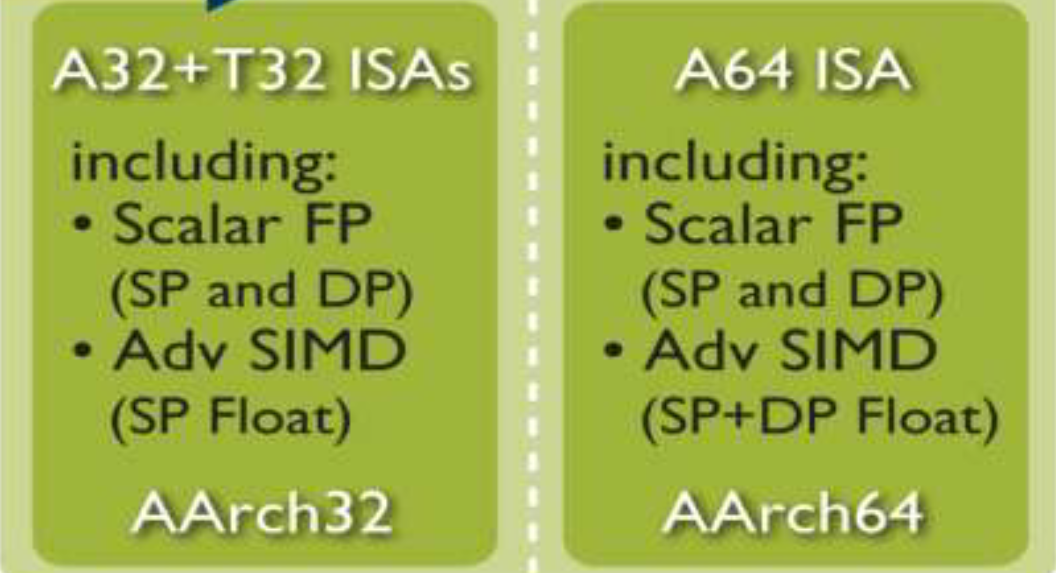 A32+T32 ISAs
including:
• Scalar FP
(SP and DP)
• Adv SIMD
(SP Float)
AArch32
A64 ISA
including:
• Scalar FP
(SP and DP)
• Adv SIMD
(SP+DP Float)
AArch64